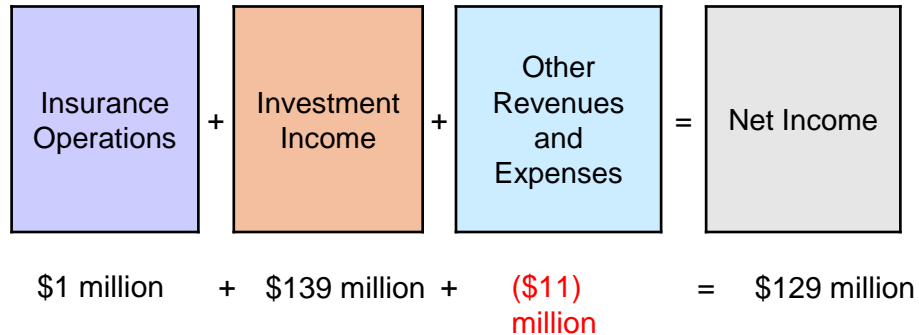 Insurance
Operations
+
Investment
Income
+
Other
Revenues
and
Expenses
=
Net Income
$1 million + $139 million + ($11)
million
= $129 million